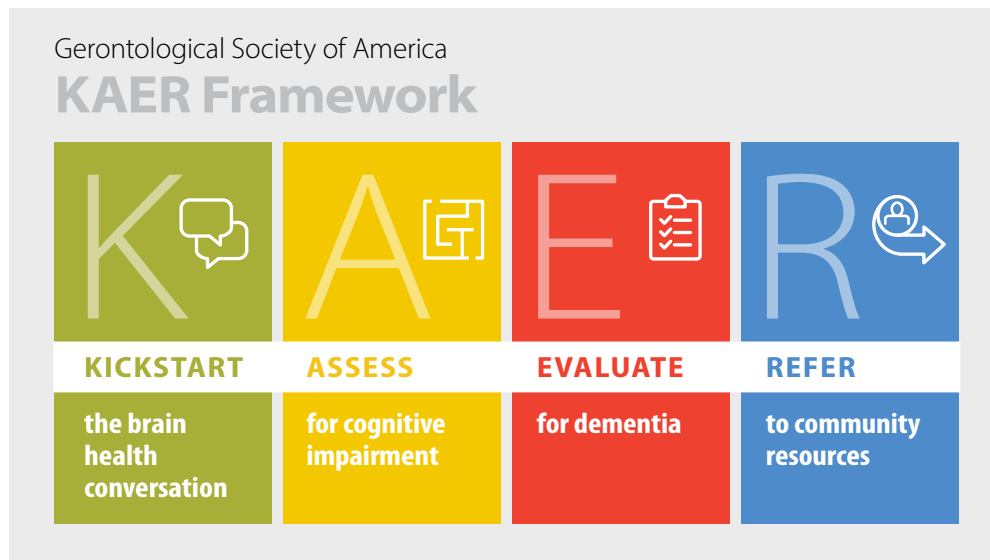 Gerontological Society of America
KAER Framework
K A E R
KICKSTART ASSESS EVALUATE REFER
the brain
health
conversation
for cognitive
impairment
for dementia
to community
resources